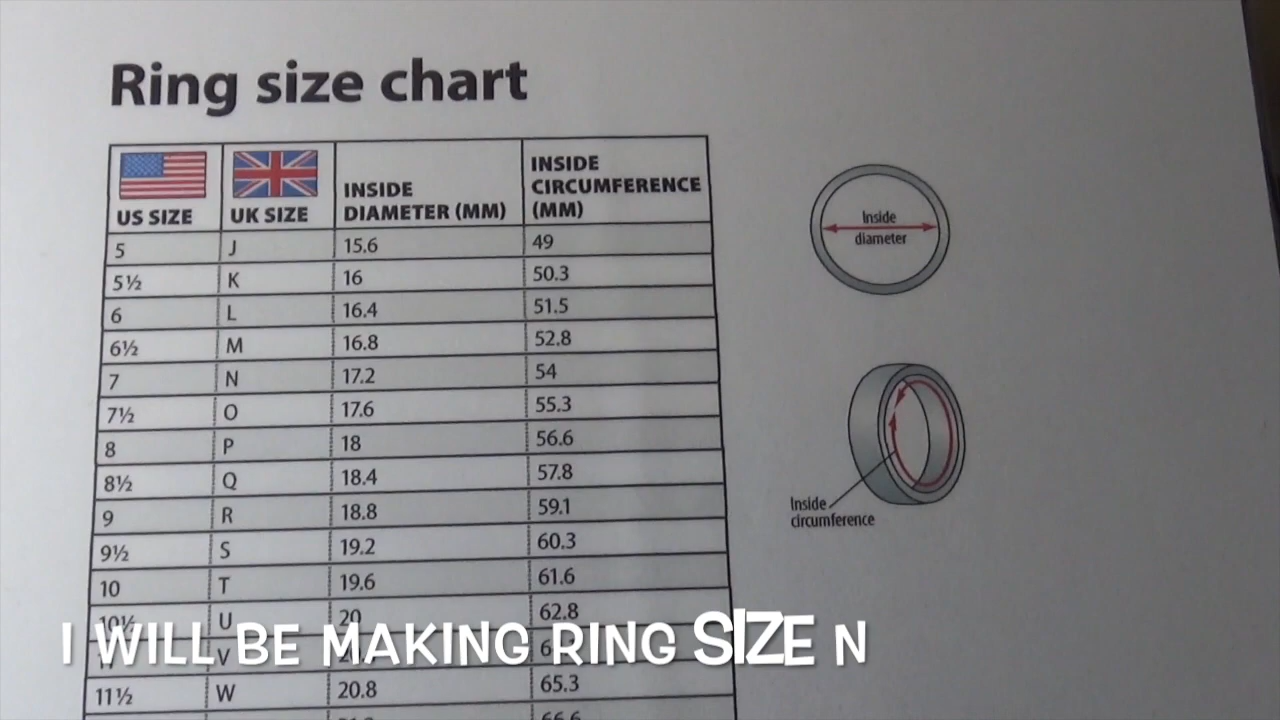 Ring size chart
US SIZE UK SIZE INSIDE DIAMETER (MM) INSIDE CIRCUMFERENCE (MM)
5 J 15.6 49
5½ K 16 50.3
6 L 16.4 51.5
6½ M 16.8 52.8
7 N 17.2 54
7½ O 17.6 55.3
8 P 18 56.6
8½ Q 18.4 57.8
9 R 18.8 59.1
9½ S 19.2 60.3
10 T 19.6 61.6
10½ U 20 62.8
V
11½ W 20.8 65.3
66.6
Inside
diameter
Inside
circumference
I WILL BE MAKING RING SIZE N